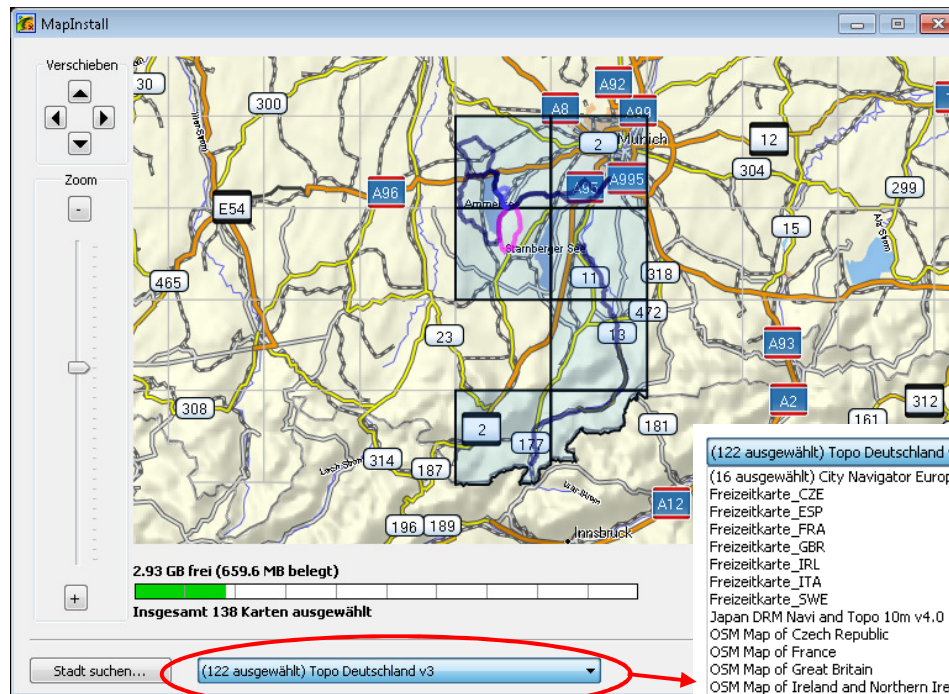 MapInstall
Verschieben
Zoom
-
+
30
300
A92
A8
A99
2
Munich
12
304
A96
A95
A995
299
E54
Ammersee
15
Starnberger See
318
465
11
472
23
13
A93
308
A2
312
2
161
181
177
314
187
Isar-Strom
A12
196
189
Innsbruck
2.93 GB frei (659.6 MB belegt)
Insgesamt 138 Karten ausgewählt
Stadt suchen...
(122 ausgewählt) Topo Deutschland v3
(122 ausgewählt) Topo Deutschland
(16 ausgewählt) City Navigator Europ
Freizeitkarte_CZE
Freizeitkarte_ESP
Freizeitkarte_FRA
Freizeitkarte_GBR
Freizeitkarte_IRL
Freizeitkarte_ITA
Freizeitkarte_SWE
Japan DRM Navi and Topo 10m v4.0
OSM Map of Czech Republic
OSM Map of France
OSM Map of Great Britain
OSM Map of Ireland and Northern Ire